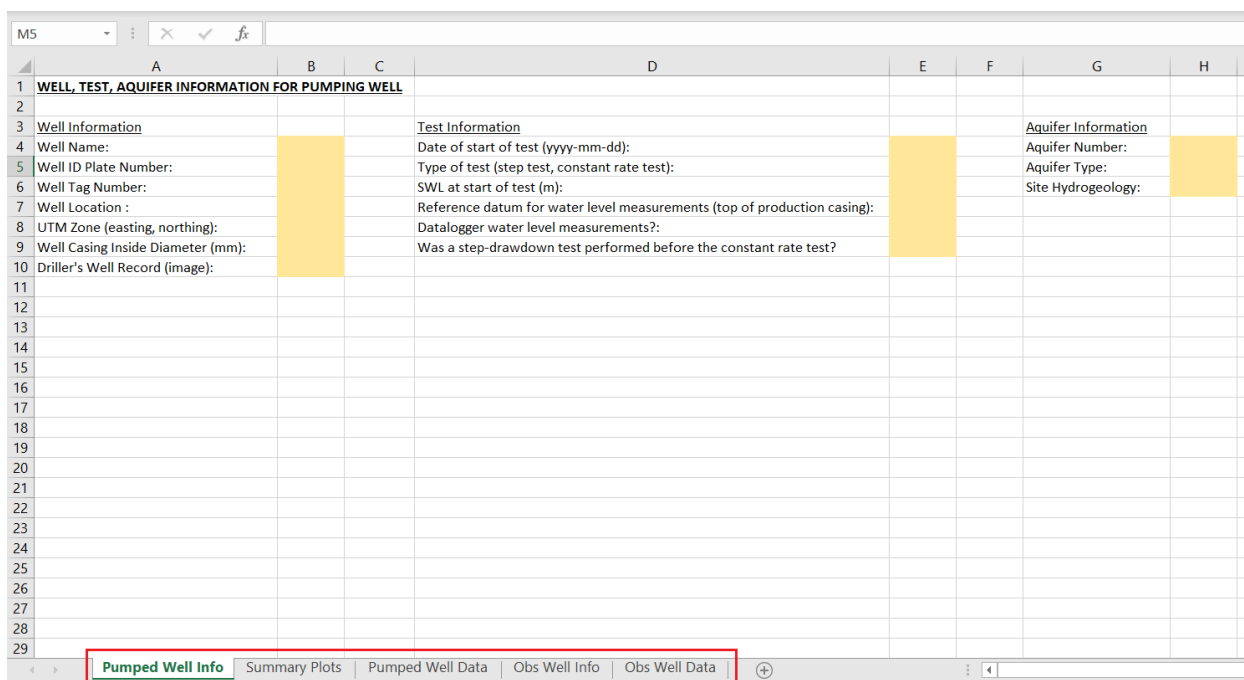 M5 fx
A B C D E F G H
1 WELL, TEST, AQUIFER INFORMATION FOR PUMPING WELL
2
3 Well Information Test Information Aquifer Information
4 Well Name: Date of start of test (yyyy-mm-dd): Aquifer Number:
5 Well ID Plate Number: Type of test (step test, constant rate test): Aquifer Type:
6 Well Tag Number: SWL at start of test (m): Site Hydrogeology:
7 Well Location : Reference datum for water level measurements (top of production casing):
8 UTM Zone (easting, northing): Datalogger water level measurements?:
9 Well Casing Inside Diameter (mm): Was a step-drawdown test performed before the constant rate test?
10 Driller's Well Record (image):
11
12
13
14
15
16
17
18
19
20
21
22
23
24
25
26
27
28
29
Pumped Well Info Summary Plots Pumped Well Data Obs Well Info Obs Well Data